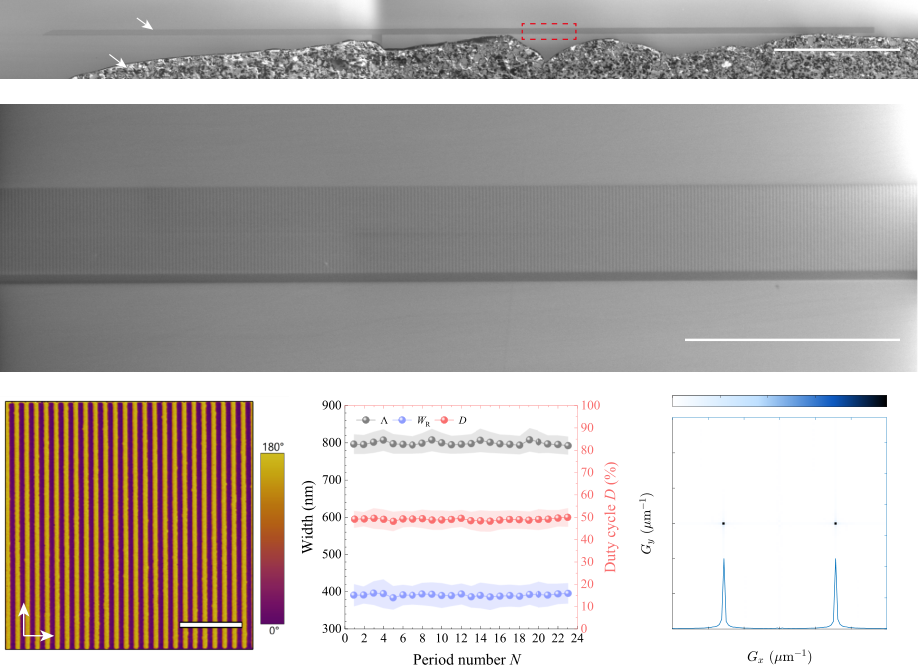 180°
0°
900
800
700
600
500
400
300
Width (nm)
Λ W_R D
100
90
80
70
60
50
40
30
20
10
0
Duty cycle D (%)
0 2 4 6 8 10 12 14 16 18 20 22 24
Period number N
G_y (μm⁻¹)
G_x (μm⁻¹)